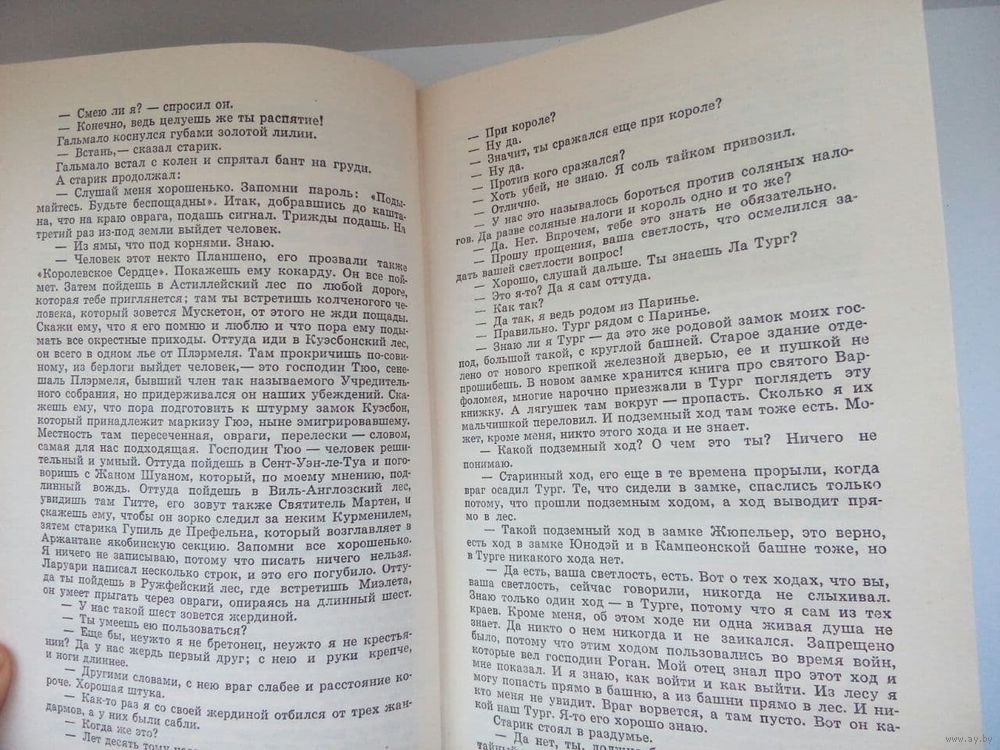 — Смею ли я? — спросил он.
— Конечно, ведь целуешь же ты распятие!
Гальмало коснулся губами золотой лилии.
— Встань,— сказал старик.
Гальмало встал с колен и спрятал бант на груди.
А старик продолжал:
— Слушай меня хорошенько. Запомни пароль: «Поды-
майтесь. Будьте беспощадны». Итак, добравшись до кашта-
на, что на краю оврага, подашь сигнал. Трижды подашь. На
третий раз из-под земли выйдет человек.
— Из ямы, что под корнями. Знаю.
— Человек этот некто Планшено, его прозвали также
«Королевское Сердце». Покажешь ему кокарду. Он все пой-
мет. Затем пойдешь в Астиллейский лес по любой дороге,
которая тебе приглянется; там ты встретишь колченогого че-
ловека, который зовется Мускетон, от этого не жди пощады.
Скажи ему, что я его помню и люблю и что пора ему поды-
мать все окрестные приходы. Оттуда иди в Куэсбонский лес,
он всего в одном лье от Плэрмеля. Там прокричишь по-сови-
ному, из берлоги выйдет человек,— это господин Тюо, сене-
шаль Плэрмеля, бывший член так называемого Учредитель-
ного собрания, но придерживался он наших убеждений. Ска-
жешь ему, что пора подготовить к штурму замок Куэсбон,
который принадлежит маркизу Гюэ, ныне эмигрировавшему.
Местность там пересеченная, овраги, перелески — словом,
самая для нас подходящая. Господин Тюо — человек реши-
тельный и умный. Оттуда пойдешь в Сент-Уэн-ле-Туа и погово-
воришь с Жаном Шуаном, который, по моему мнению, под-
линный вождь. Оттуда пойдешь в Виль-Англозский лес,
увидишь там Гитте, его зовут также Святитель Мартен, и
скажешь ему, чтобы он зорко следил за неким Курменилем,
зятем старика Гупиль де Префельна, который возглавляет в
Аржантане якобинскую секцию. Запомни все хорошенько.
Я ничего не записываю, потому что писать ничего нельзя.
Ларуари написал несколько строк, и это его погубило. Отту-
да ты пойдешь в Ружфейский лес, где встретишь Миэлета,
он умеет прыгать через овраги, опираясь на длинный шест.
— У нас такой шест зовется жердиной.
— Ты умеешь ею пользоваться?
— Еще бы, неужто я не бретонец, неужто я не крестья-
нин? Да у нас жердь первый друг; с нею и руки крепче,
и ноги длиннее.
— Другими словами, с нею враг слабее и расстояние ко-
роче. Хорошая штука.
— Как-то раз я со своей жердиной отбился от трех жан-
дармов, а у них были сабли.
— Когда же это?
— Лет десять тому
— При короле?
— Ну да.
— Значит, ты сражался еще при короле?
— Ну да.
— Против кого сражался?
— Хоть убей, не знаю. Я соль тайком привозил.
— Отлично.
— У нас это называлось бороться против соляных нало-
гов. Да разве соляные налоги и король одно и то же?
— Да. Нет. Впрочем, тебе это знать не обязательно.
— Прошу прощения, ваша светлость, что осмелился за-
дать вашей светлости вопрос!
— Хорошо, слушай дальше. Ты знаешь Ла Тург?
— Это я-то? Да я сам оттуда.
— Как так?
— Да так, я ведь родом из Паринье.
— Правильно. Тург рядом с Паринье.
— Знаю ли я Тург — да это же родовой замок моих гос-
под, большой такой, с круглой башней. Старое здание отде-
лено от нового крепкой железной дверью, ее и пушкой не
прошибешь. В новом замке хранится книга про святого Вар-
фоломея, многие нарочно приезжали в Тург поглядеть эту
книжку. А лягушек там вокруг — пропасть. Сколько я их
мальчишкой переловил. И подземный ход там тоже есть. Мо-
жет, кроме меня, никто этого хода и не знает.
— Какой подземный ход? О чем это ты? Ничего не
понимаю.
— Старинный ход, его еще в те времена прорыли, когда
враг осадил Тург. Те, что сидели в замке, спаслись только
потому, что прошли подземным ходом, а ход выводит пря-
мо в лес.
— Такой подземный ход в замке Жюпельер, это верно,
есть ход в замке Юнодэй и в Кампеонской башне тоже, но
в Турге никакого хода нет.
— Да есть, ваша светлость, есть. Вот о тех ходах, что вы,
ваша светлость, сейчас говорили, никогда не слыхивал.
Знаю только один ход — в Турге, потому что я сам из тех
краев. Кроме меня, об этом ходе ни одна живая душа не
знает. Да никто о нем никогда и не заикался. Запрещено
было, потому что этим ходом пользовались во время войн,
которые вел господин Роган. Мой отец знал про этот ход и
мне показал. И я знаю, как войти и как выйти. Из лесу я
могу попасть прямо в башню, а из башни прямо в лес. И ни-
кто меня не увидит. Враг ворвется, а там пусто. Вот он ка-
кой наш Тург. Я-то его хорошо знаю.
Старик стоял в раздумье.
— Да нет, ты,
www.ay.by